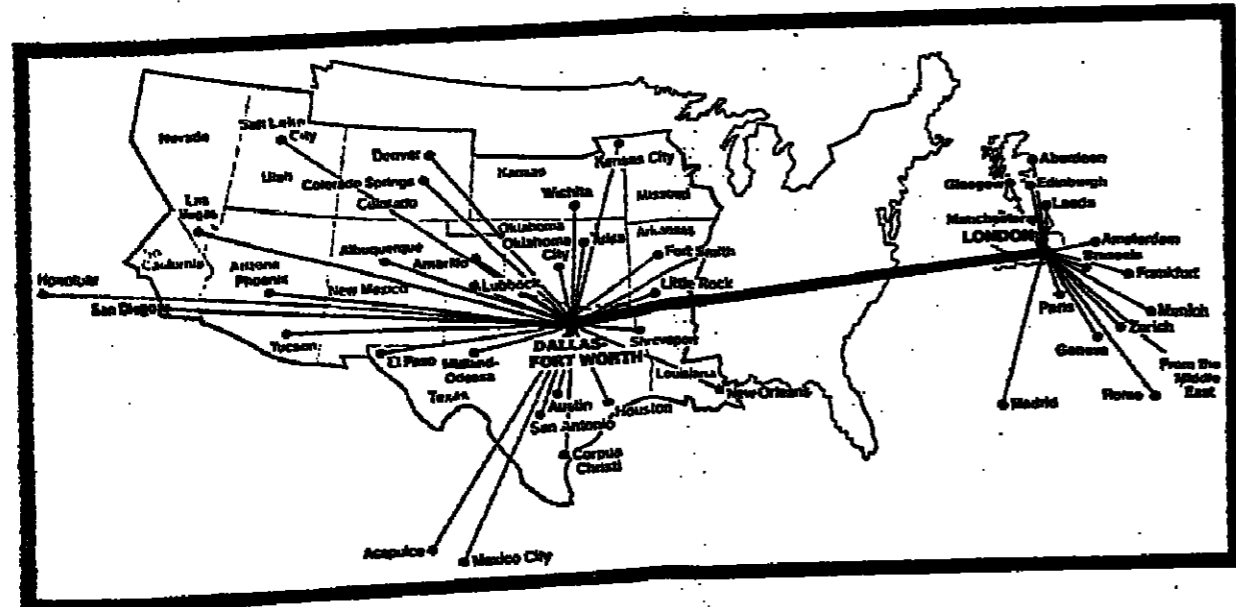 Nevada
Salt Lake
City
Utah
Denver
Colorado Springs
Colorado
Kansas
Kansas City
Wichita
Missouri
Las
Vegas
California
Arizona
Phoenix
Albuquerque
New Mexico
Amarillo
Lubbock
Oklahoma
Oklahoma
City
Tulsa
Arkansas
Fort Smith
Little Rock
Honolulu
San Diego
Tucson
El Paso
Midland-
Odessa
Texas
DALLAS-
FORT WORTH
Shreveport
Louisiana
New Orleans
Austin
San Antonio
Houston
Corpus
Christi
Acapulco
Mexico City
Aberdeen
Glasgow
Edinburgh
Leeds
Manchester
LONDON
Amsterdam
Brussels
Frankfurt
Paris
Munich
Zurich
Geneva
From the
Middle
East
Rome
Madrid